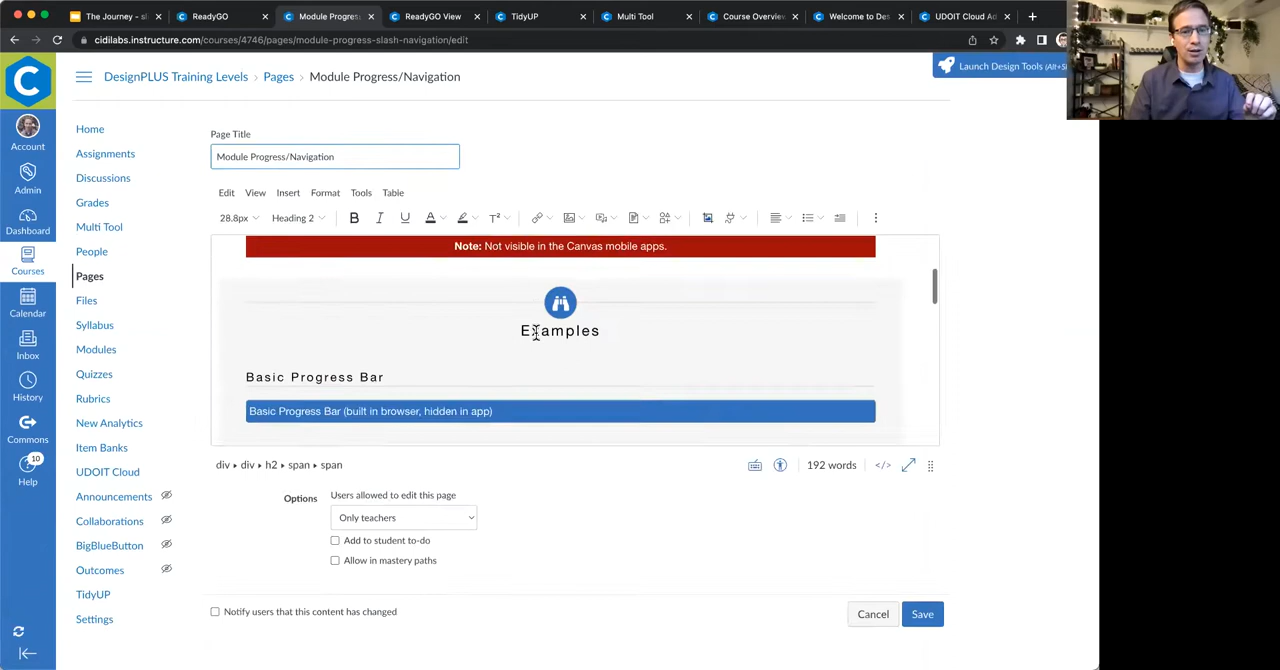 The Journey - sl
ReadyGO
Module Progres
ReadyGO View
TidyUP
Multi Tool
Course Overvie
Welcome to Des
UDOIT Cloud Ad
cidilabs.instructure.com/courses/4746/pages/module-progress-slash-navigation/edit
DesignPLUS Training Levels > Pages > Module Progress/Navigation
Launch Design Tools (Alt+S
Account
Admin
Dashboard
Courses
Calendar
Inbox
History
Commons
10
Help
Home
Assignments
Discussions
Grades
Multi Tool
People
Pages
Files
Syllabus
Modules
Quizzes
Rubrics
New Analytics
Item Banks
UDOIT Cloud
Announcements
Collaborations
BigBlueButton
Outcomes
TidyUP
Settings
Page Title
Module Progress/Navigation
Edit View Insert Format Tools Table
28.8px Heading 2 B I U A T²
Note: Not visible in the Canvas mobile apps.
Examples
Basic Progress Bar
Basic Progress Bar (built in browser, hidden in app)
div ▸ div ▸ h2 ▸ span ▸ span
192 words </>
Options
Users allowed to edit this page
Only teachers
Add to student to-do
Allow in mastery paths
Notify users that this content has changed
Cancel
Save